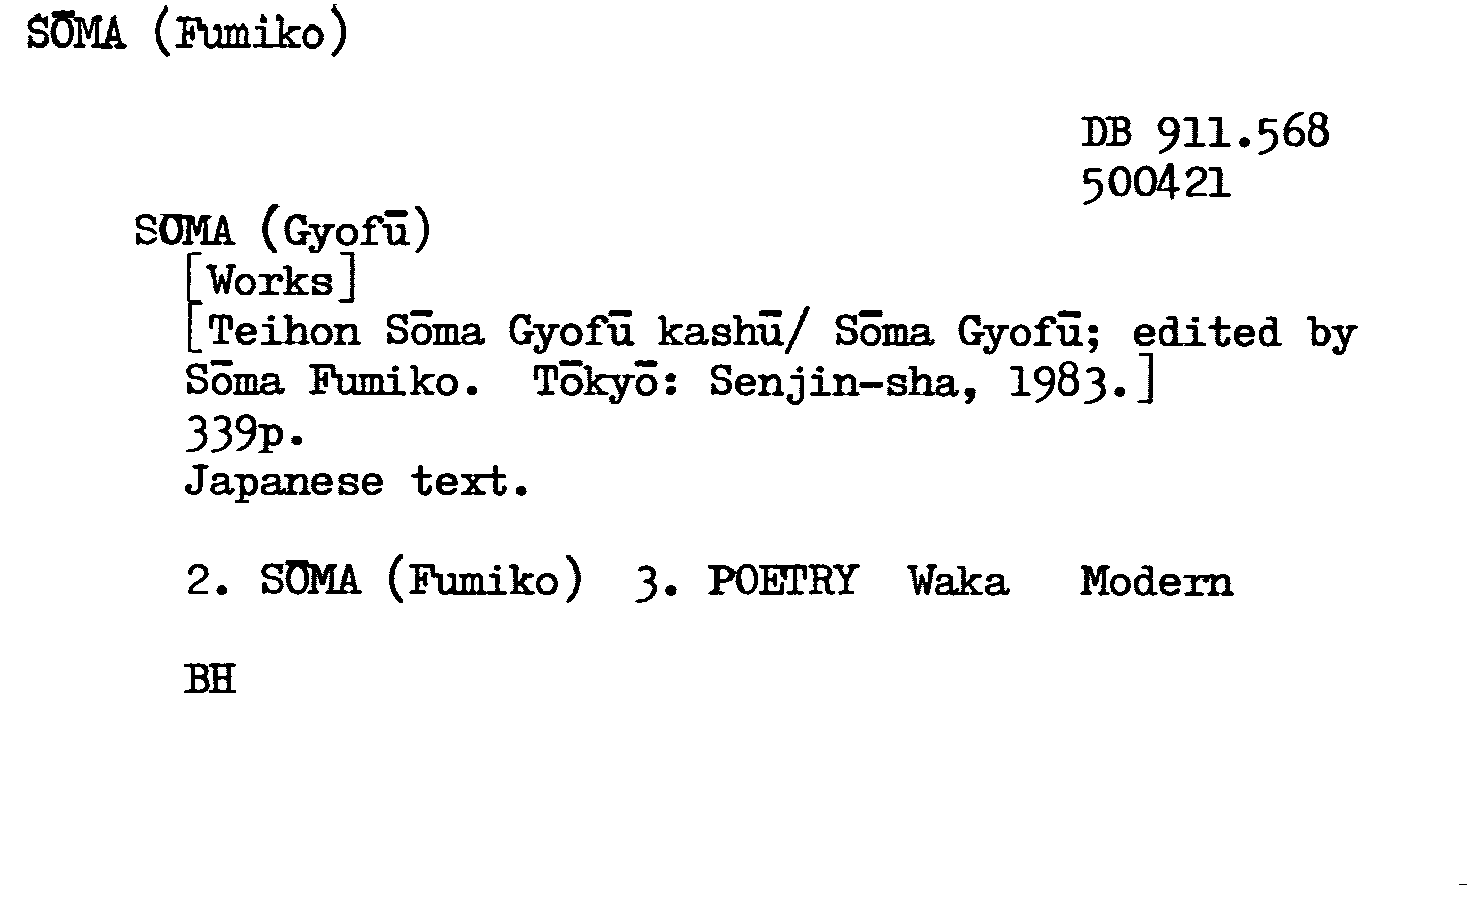 SŌMA (Fumiko)
DB 911.568
500421
SŌMA (Gyofū)
[Works]
[Teihon Sōma Gyofū kashū/ Sōma Gyofū; edited by
Sōma Fumiko. Tōkyō: Senjin-sha, 1983.]
339p.
Japanese text.
2. SŌMA (Fumiko) 3. POETRY Waka Modern
BH